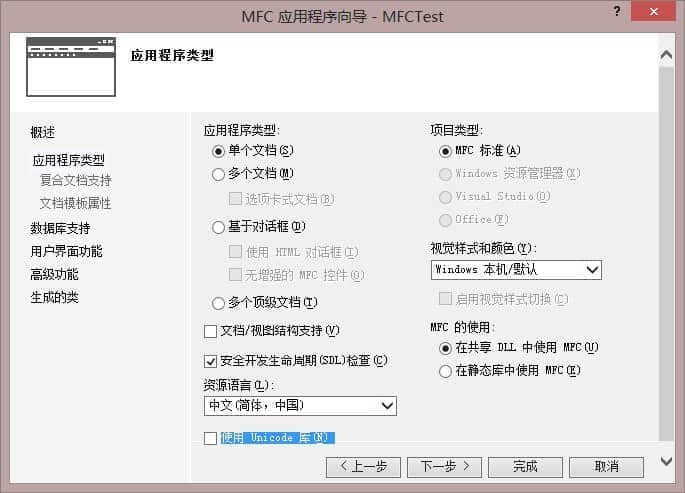 MFC 应用程序向导 - MFCTest
?
应用程序类型
概述
应用程序类型
复合文档支持
文档模板属性
数据库支持
用户界面功能
高级功能
生成的类
应用程序类型:
单个文档(S)
多个文档(M)
选项卡式文档(B)
基于对话框(D)
使用 HTML 对话框(I)
无增强的 MFC 控件(O)
多个顶级文档(T)
文档/视图结构支持(V)
安全开发生命周期(SDL)检查(C)
资源语言(L):
中文(简体，中国)
使用 Unicode 库(N)
项目类型:
MFC 标准(A)
Windows 资源管理器(X)
Visual Studio(O)
Office(F)
视觉样式和颜色(Y):
Windows 本机/默认
启用视觉样式切换(C)
MFC 的使用:
在共享 DLL 中使用 MFC(U)
在静态库中使用 MFC(E)
< 上一步
下一步 >
完成
取消